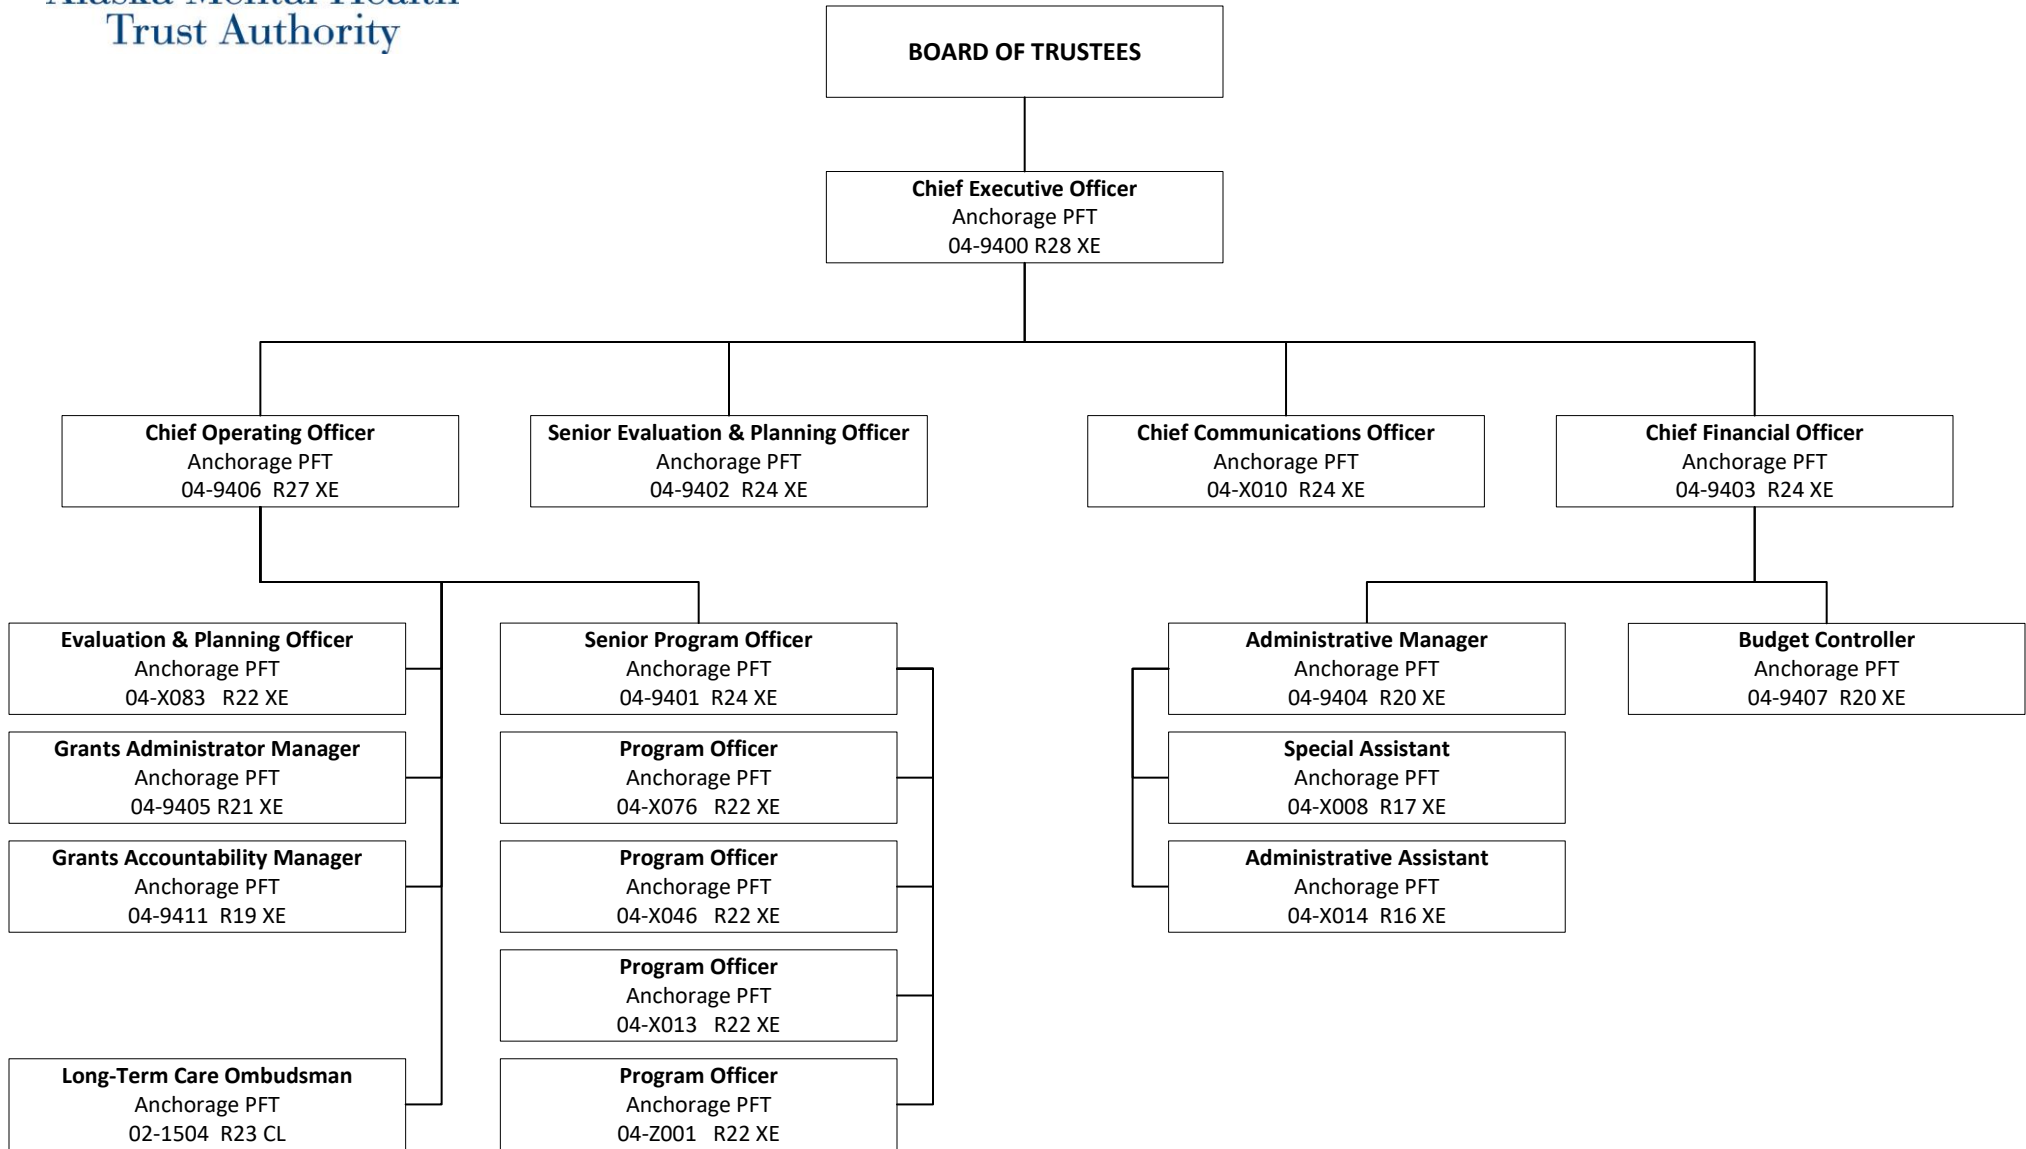 Alaska Mental Health
Trust Authority
BOARD OF TRUSTEES
Chief Executive Officer
Anchorage PFT
04-9400 R28 XE
Chief Operating Officer
Anchorage PFT
04-9406 R27 XE
Senior Evaluation & Planning Officer
Anchorage PFT
04-9402 R24 XE
Chief Communications Officer
Anchorage PFT
04-X010 R24 XE
Chief Financial Officer
Anchorage PFT
04-9403 R24 XE
Evaluation & Planning Officer
Anchorage PFT
04-X083 R22 XE
Grants Administrator Manager
Anchorage PFT
04-9405 R21 XE
Grants Accountability Manager
Anchorage PFT
04-9411 R19 XE
Long-Term Care Ombudsman
Anchorage PFT
02-1504 R23 CL
Senior Program Officer
Anchorage PFT
04-9401 R24 XE
Program Officer
Anchorage PFT
04-X076 R22 XE
Program Officer
Anchorage PFT
04-X046 R22 XE
Program Officer
Anchorage PFT
04-X013 R22 XE
Program Officer
Anchorage PFT
04-Z001 R22 XE
Administrative Manager
Anchorage PFT
04-9404 R20 XE
Special Assistant
Anchorage PFT
04-X008 R17 XE
Administrative Assistant
Anchorage PFT
04-X014 R16 XE
Budget Controller
Anchorage PFT
04-9407 R20 XE